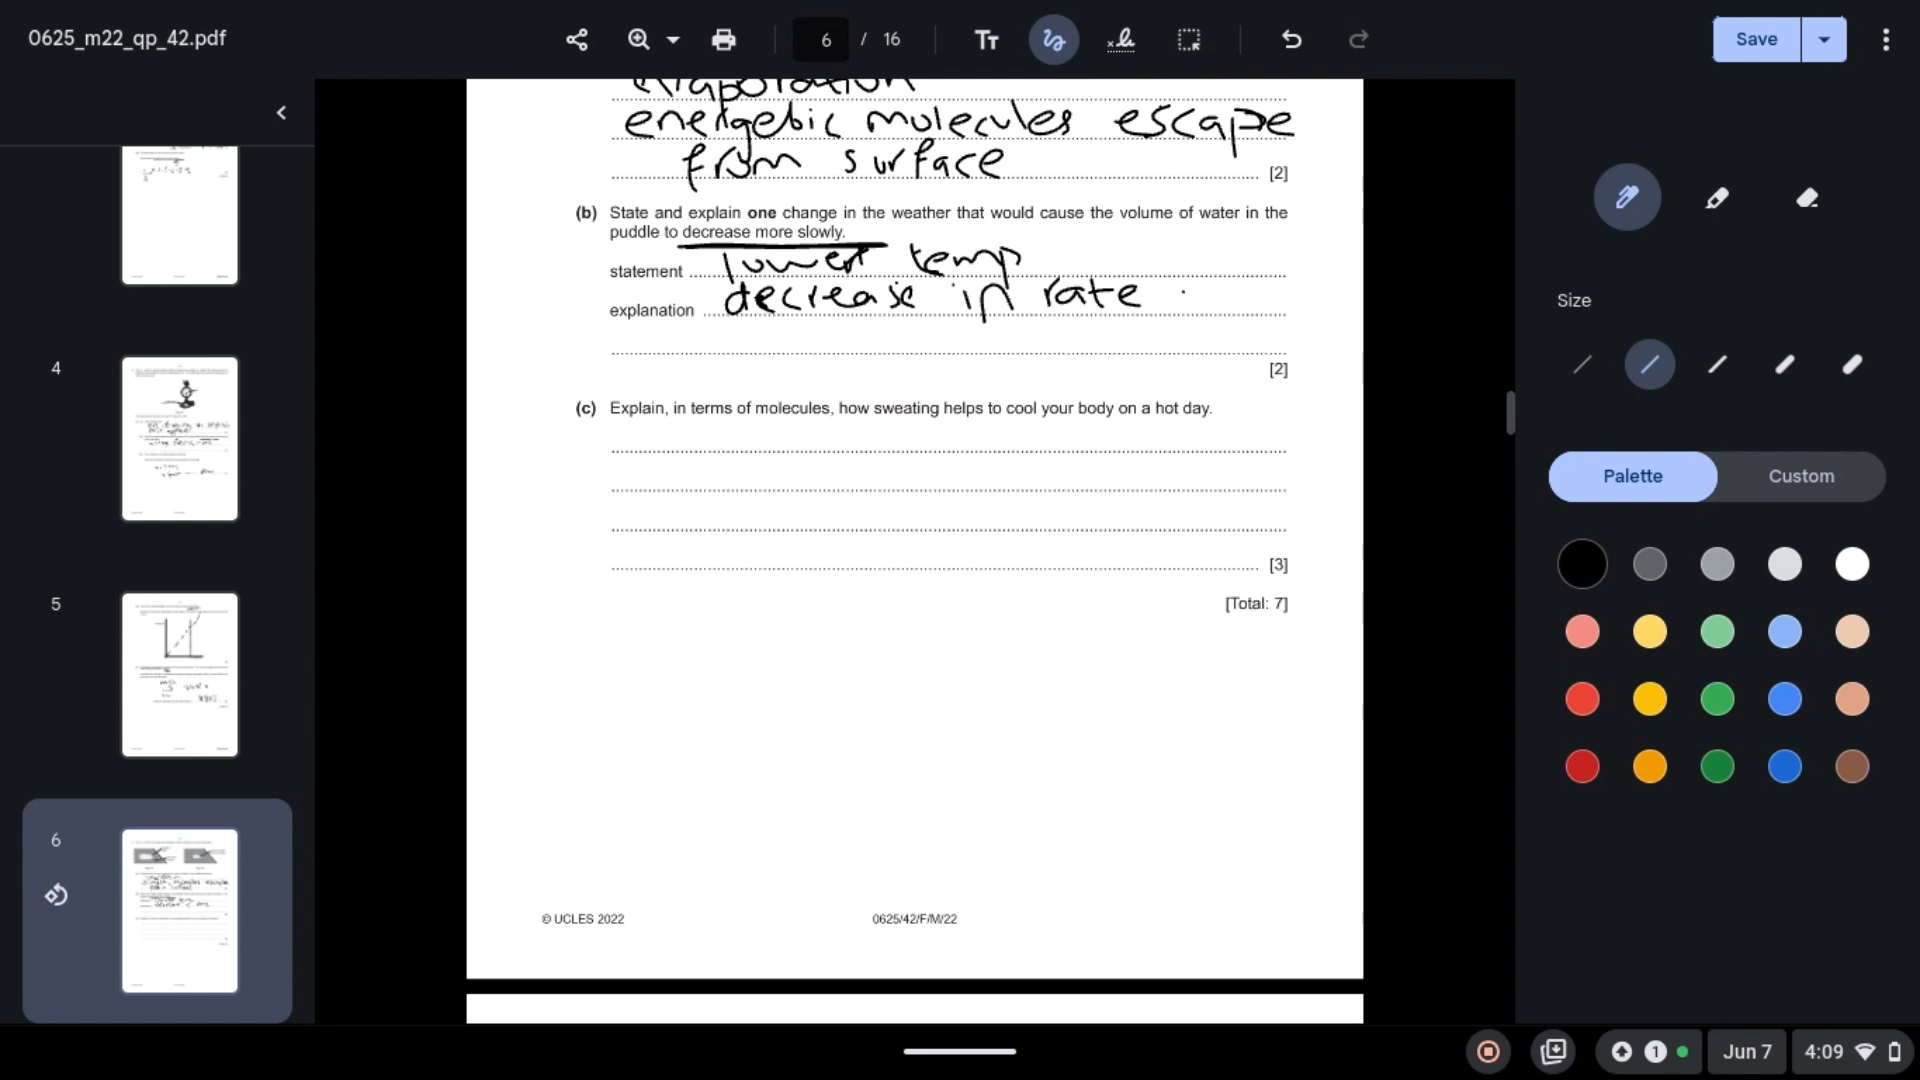 0625_m22_qp_42.pdf
6 / 16
Save
evaporation
energetic molecules escape
from surface
[2]
(b) State and explain one change in the weather that would cause the volume of water in the
puddle to decrease more slowly.
statement lower temp
explanation decrease in rate .
[2]
(c) Explain, in terms of molecules, how sweating helps to cool your body on a hot day.
[3]
[Total: 7]
© UCLES 2022
0625/42/F/M/22
4
5
6
Size
Palette
Custom
1
Jun 7
4:09